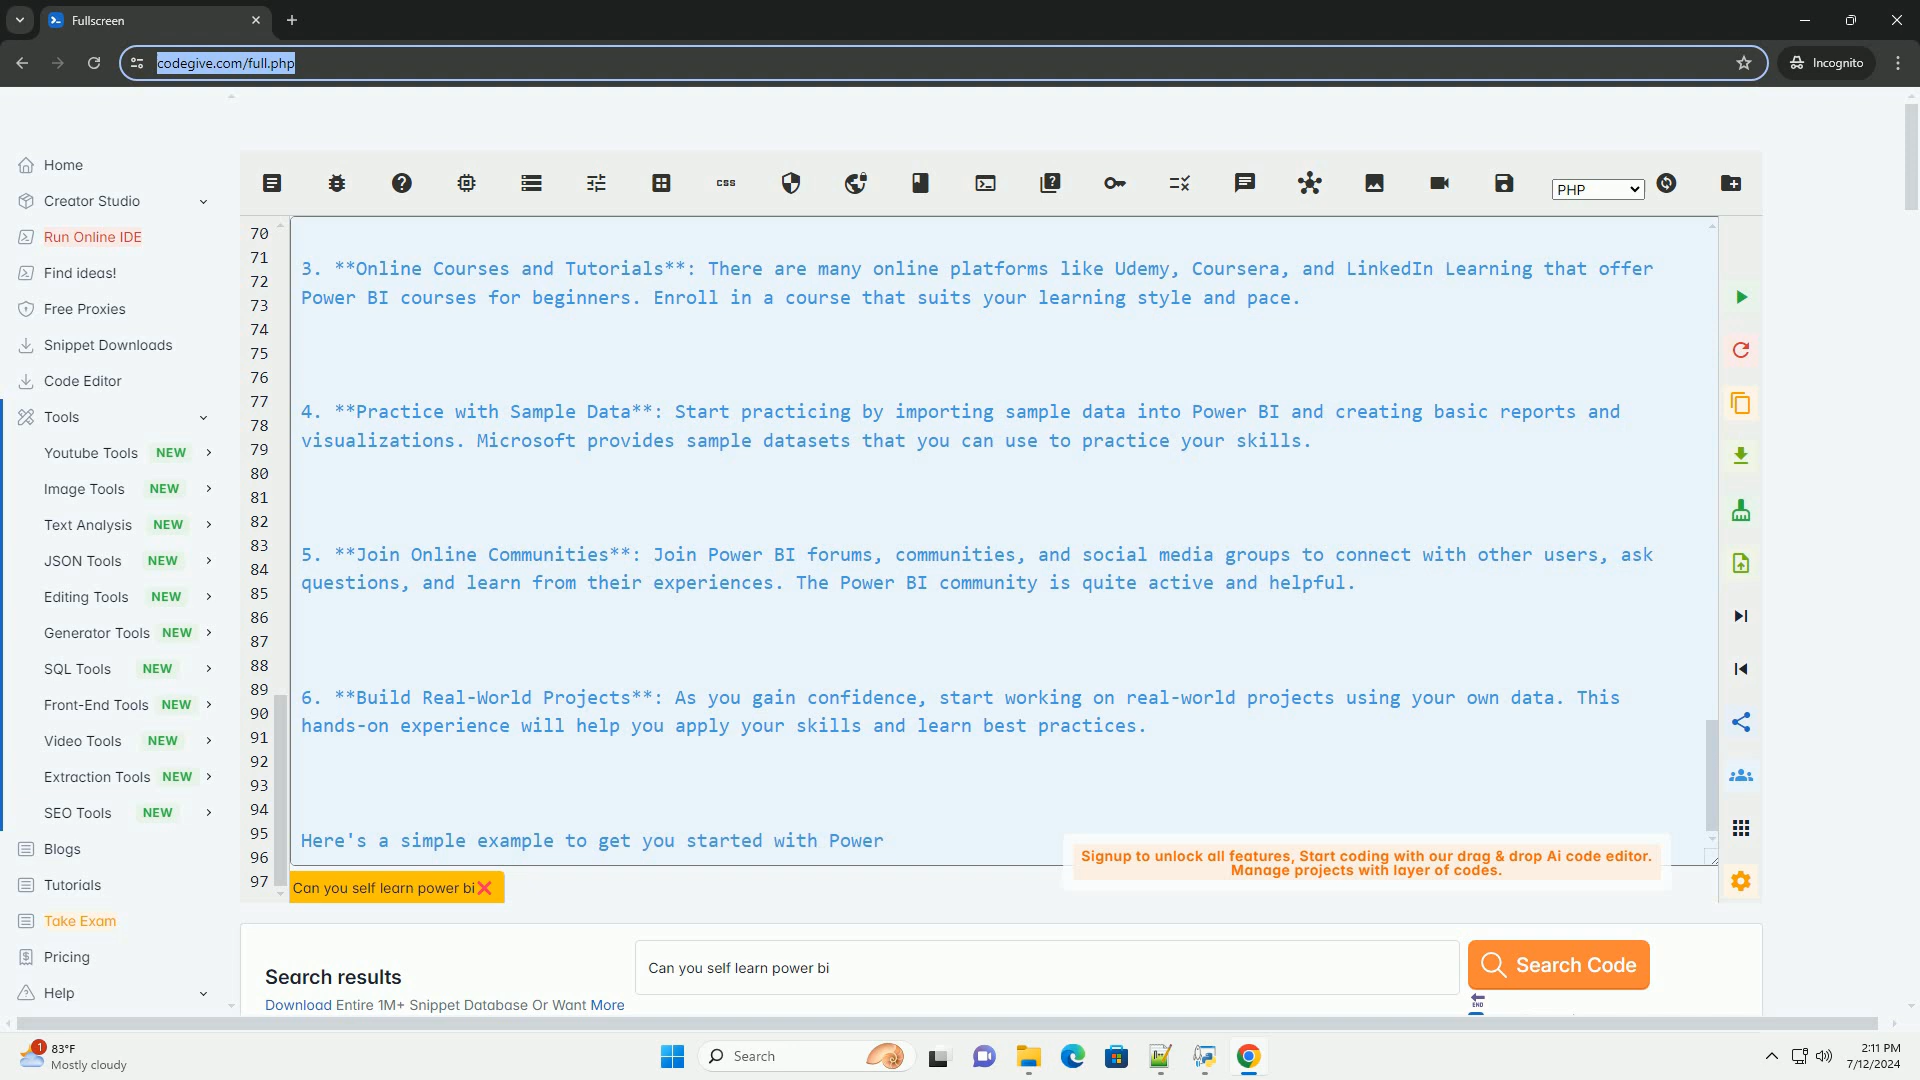 Fullscreen
codegive.com/full.php
Incognito
Home
Creator Studio
Run Online IDE
Find ideas!
Free Proxies
Snippet Downloads
Code Editor
Tools
Youtube Tools NEW
Image Tools NEW
Text Analysis NEW
JSON Tools NEW
Editing Tools NEW
Generator Tools NEW
SQL Tools NEW
Front-End Tools NEW
Video Tools NEW
Extraction Tools NEW
SEO Tools NEW
Blogs
Tutorials
Take Exam
Pricing
Help
css
PHP
70
71
72
73
74
75
76
77
78
79
80
81
82
83
84
85
86
87
88
89
90
91
92
93
94
95
96
97
3. **Online Courses and Tutorials**: There are many online platforms like Udemy, Coursera, and LinkedIn Learning that offer
Power BI courses for beginners. Enroll in a course that suits your learning style and pace.
4. **Practice with Sample Data**: Start practicing by importing sample data into Power BI and creating basic reports and
visualizations. Microsoft provides sample datasets that you can use to practice your skills.
5. **Join Online Communities**: Join Power BI forums, communities, and social media groups to connect with other users, ask
questions, and learn from their experiences. The Power BI community is quite active and helpful.
6. **Build Real-World Projects**: As you gain confidence, start working on real-world projects using your own data. This
hands-on experience will help you apply your skills and learn best practices.
Here's a simple example to get you started with Power
Signup to unlock all features, Start coding with our drag & drop Ai code editor.
Manage projects with layer of codes.
Can you self learn power bi
Search results
Download Entire 1M+ Snippet Database Or Want More
Can you self learn power bi
Search Code
END
1
83°F
Mostly cloudy
Search
2:11 PM
7/12/2024